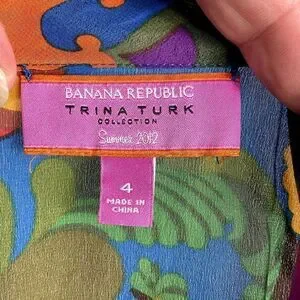 BANANA REPUBLIC
TRINA TURK
COLLECTION
Summer 2012
4
MADE IN
CHINA